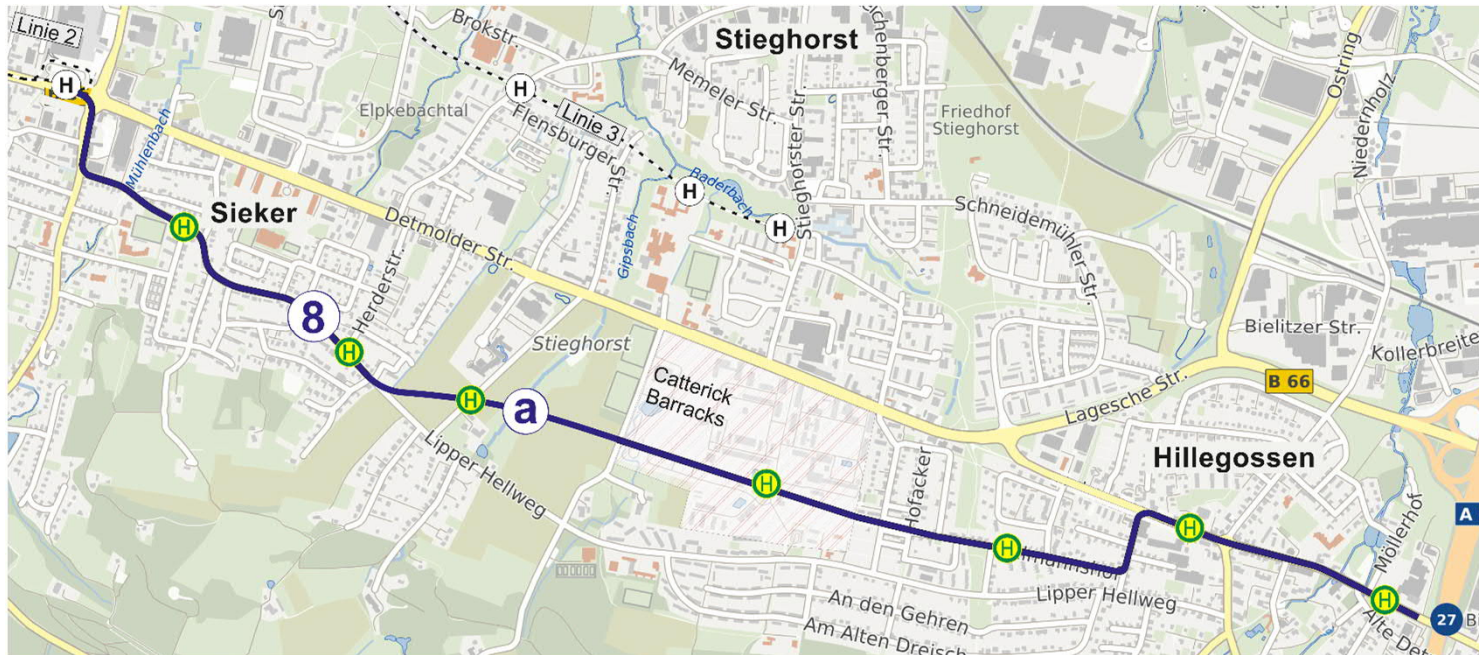 Linie 2
H
Brokstr.
Stieghorst
Memeler Str.
Elpkebachtal
H
Linie 3
Flensburger Str.
Stieghorster Str.
Friedhof
Stieghorst
Ostring
Niedernholz
Mühlenbach
Baderbach
H
H
Schneidemühler Str.
Sieker
H
Detmolder Str.
Gipsbach
Herderstr.
8
H
Stieghorst
Bielitzer Str.
Kollerbreite
Catterick
Barracks
B 66
Lagesche Str.
H
a
Lipper Hellweg
H
Hofacker
Hillegossen
H
H
A
Möllerhof
Lipper Hellweg
An den Gehren
Am Alten Dreisch
H
27
Alte Det